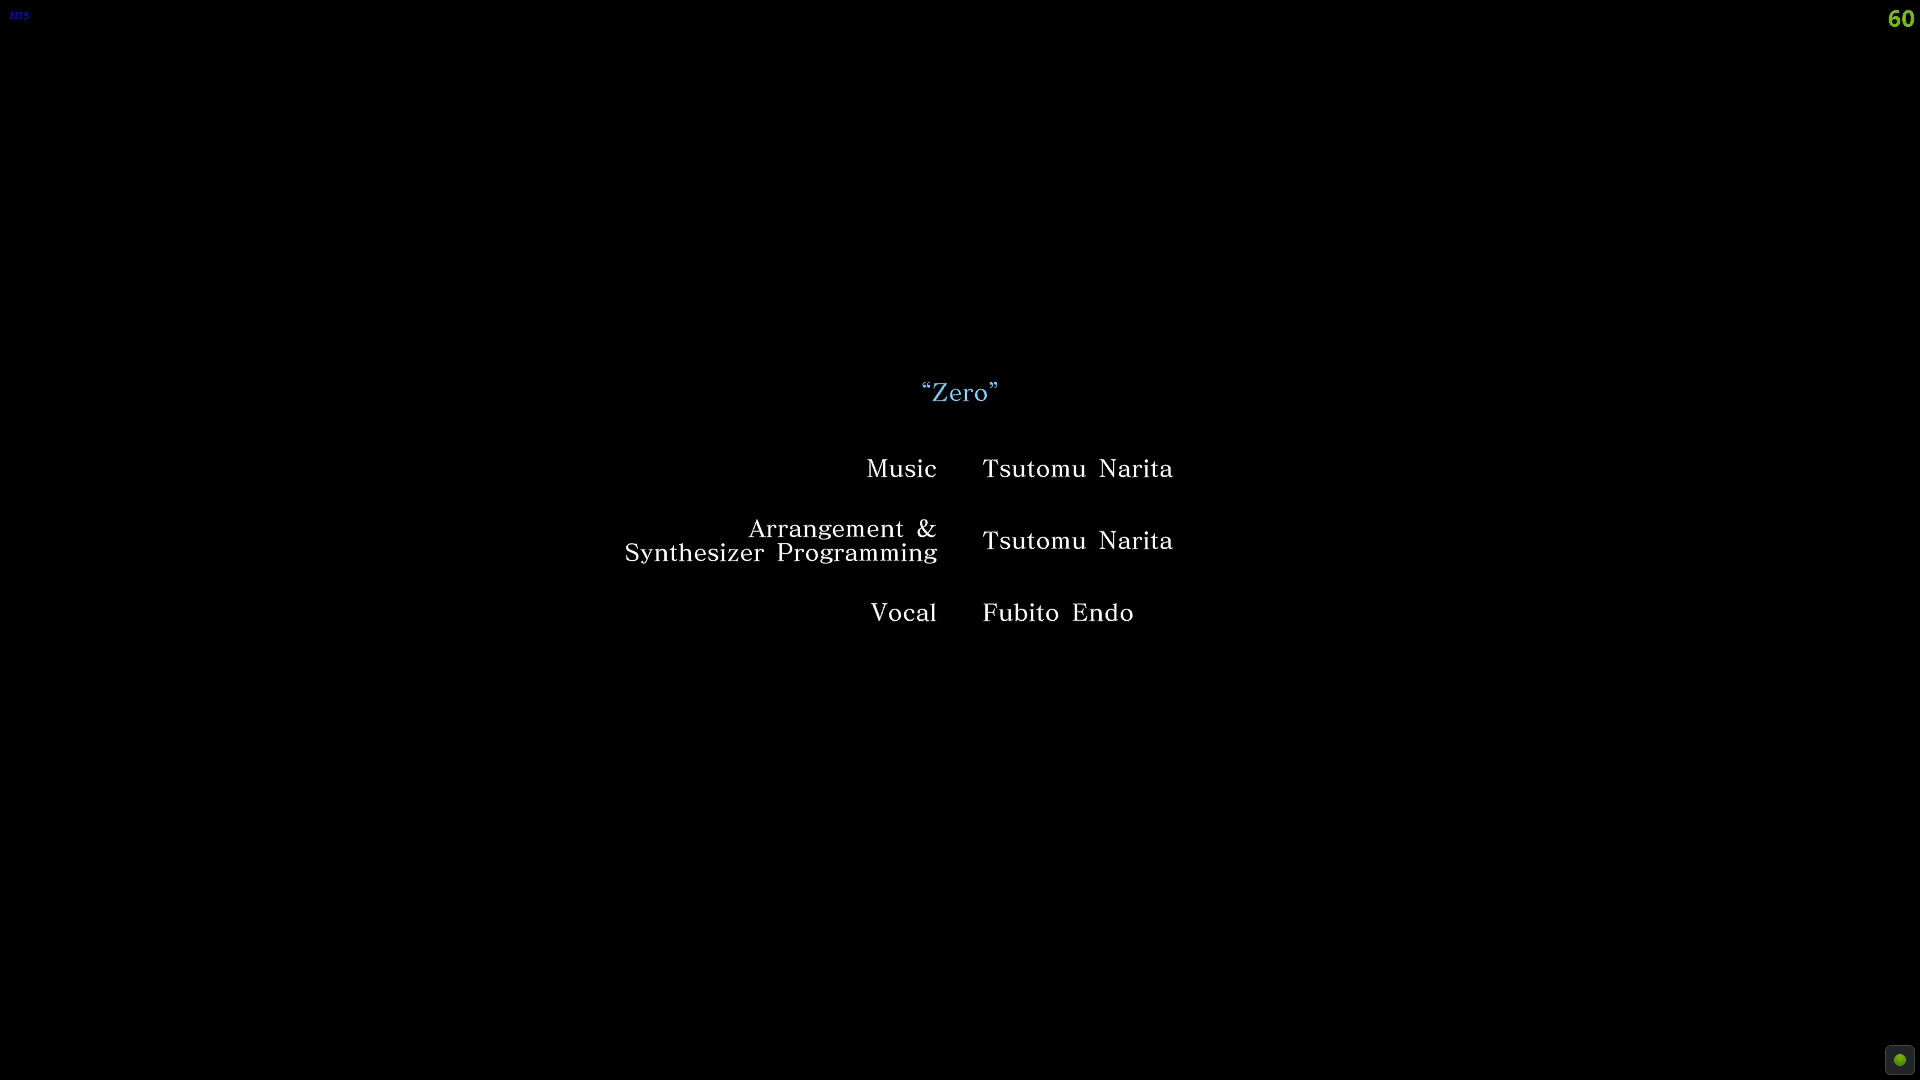 NIS
60
“Zero”
Music Tsutomu Narita
Arrangement &
Synthesizer Programming Tsutomu Narita
Vocal Fubito Endo